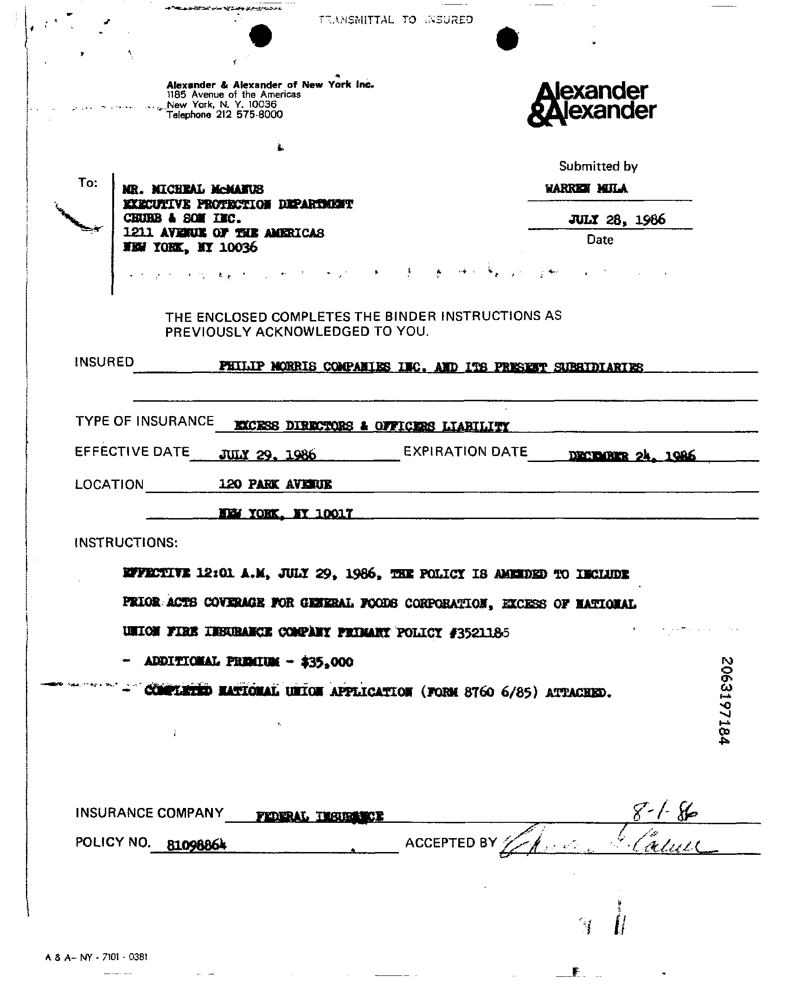 TRANSMITTAL TO INSURED
Alexander & Alexander of New York Inc.
1185 Avenue of the Americas
New York, N. Y. 10036
Telephone 212 575-8000
Alexander
&Alexander
Submitted by
WARREN MULA
JULY 28, 1986
Date
To:
MR. MICHEAL McMANUS
EXECUTIVE PROTECTION DEPARTMENT
CHUBB & SON INC.
1211 AVENUE OF THE AMERICAS
NEW YORK, NY 10036
THE ENCLOSED COMPLETES THE BINDER INSTRUCTIONS AS
PREVIOUSLY ACKNOWLEDGED TO YOU.
INSURED PHILIP MORRIS COMPANIES INC. AND ITS PRESENT SUBSIDIARIES
TYPE OF INSURANCE EXCESS DIRECTORS & OFFICERS LIABILITY
EFFECTIVE DATE JULY 29, 1986 EXPIRATION DATE DECEMBER 24, 1986
LOCATION 120 PARK AVENUE
NEW YORK, NY 10017
INSTRUCTIONS:
EFFECTIVE 12:01 A.M, JULY 29, 1986, THE POLICY IS AMENDED TO INCLUDE
PRIOR ACTS COVERAGE FOR GENERAL FOODS CORPORATION, EXCESS OF NATIONAL
UNION FIRE INSURANCE COMPANY PRIMARY POLICY #3521185
- ADDITIONAL PREMIUM - $35,000
- COMPLETED NATIONAL UNION APPLICATION (FORM 8760 6/85) ATTACHED.
2063197184
INSURANCE COMPANY FEDERAL INSURANCE 8-1-86
POLICY NO. 81098864 ACCEPTED BY
A & A- NY - 7101 - 0381